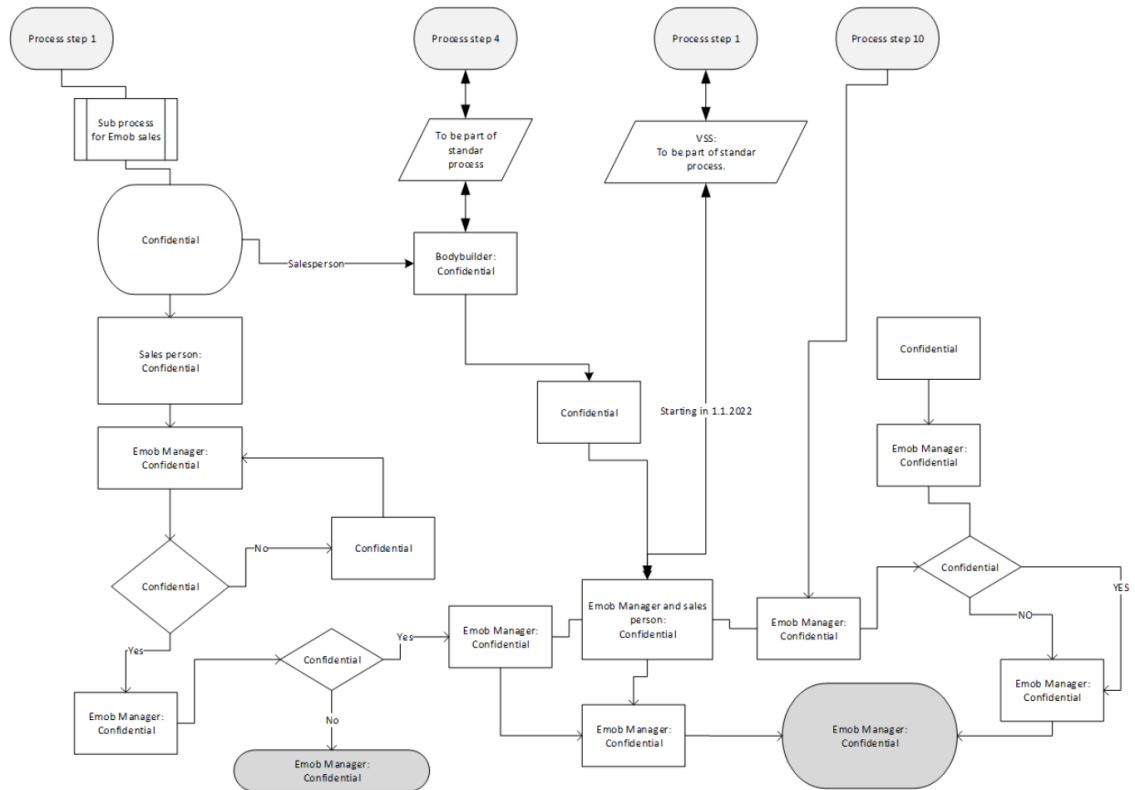 Process step 1
Process step 4
Process step 1
Process step 10
Sub process
for Emob sales
To be part of
standar
process
VSS:
To be part of standar
process.
Confidential
Salesperson
Bodybuilder:
Confidential
Sales person:
Confidential
Confidential
Starting in 1.1.2022
Confidential
Emob Manager:
Confidential
Emob Manager:
Confidential
No
Confidential
Confidential
Confidential
Emob Manager and sales
person:
Confidential
Emob Manager:
Confidential
YES
NO
Yes
Confidential
Yes
Emob Manager:
Confidential
Emob Manager:
Confidential
Emob Manager:
Confidential
No
Emob Manager:
Confidential
Emob Manager:
Confidential
Emob Manager:
Confidential
Emob Manager:
Confidential